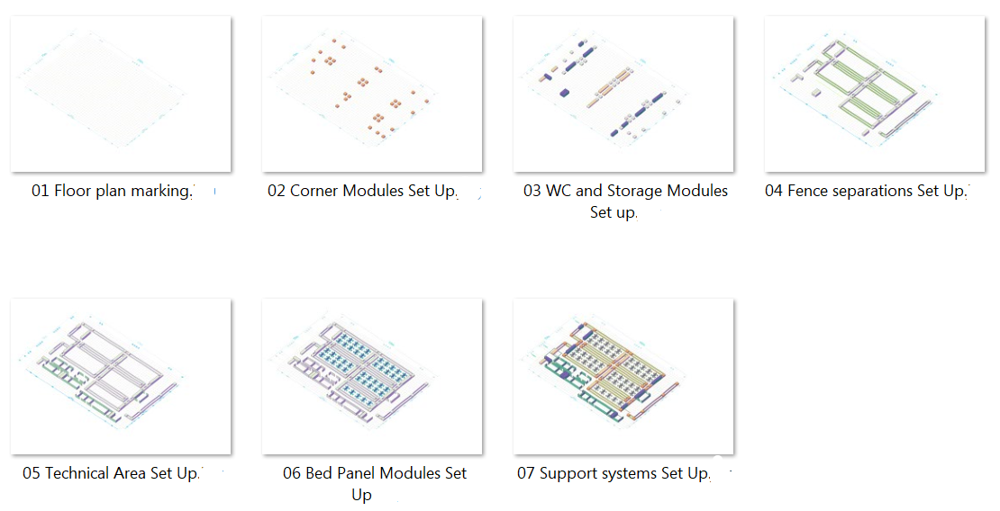 01 Floor plan marking.
02 Corner Modules Set Up.
03 WC and Storage Modules
Set up.
04 Fence separations Set Up.
05 Technical Area Set Up.
06 Bed Panel Modules Set
Up
07 Support systems Set Up.